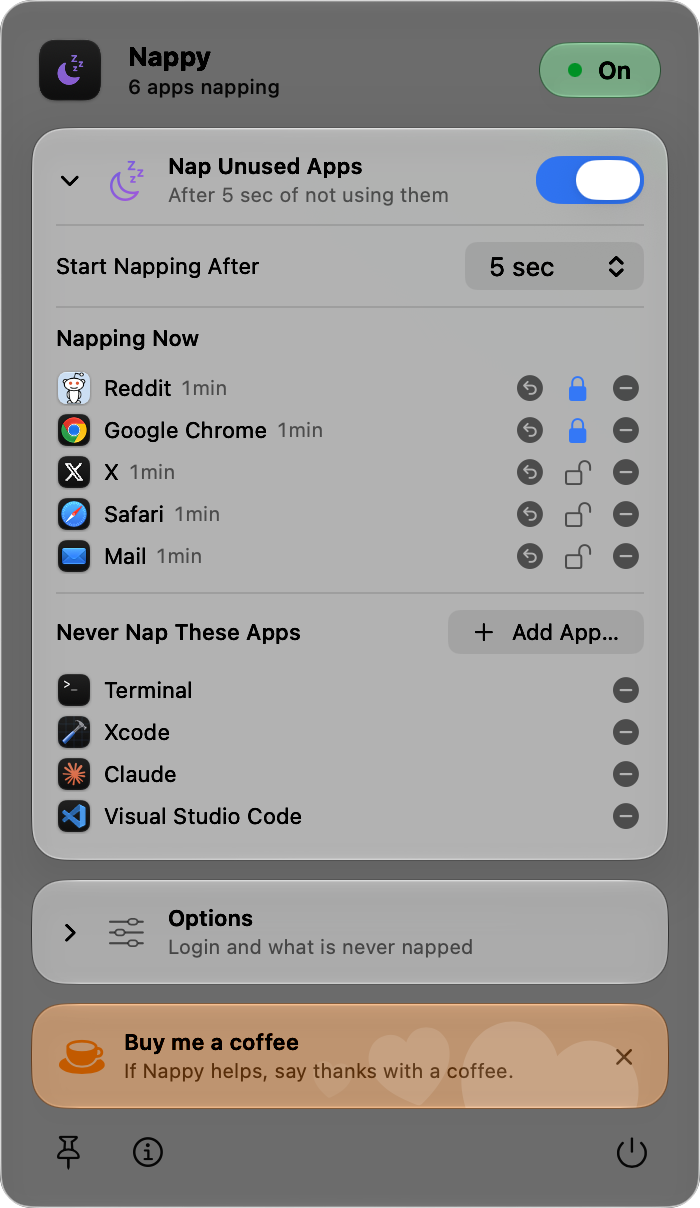 Nappy
6 apps napping
On
Nap Unused Apps
After 5 sec of not using them
Start Napping After
5 sec
Napping Now
Reddit 1min
Google Chrome 1min
X 1min
Safari 1min
Mail 1min
Never Nap These Apps
+ Add App...
Terminal
Xcode
Claude
Visual Studio Code
Options
Login and what is never napped
Buy me a coffee
If Nappy helps, say thanks with a coffee.